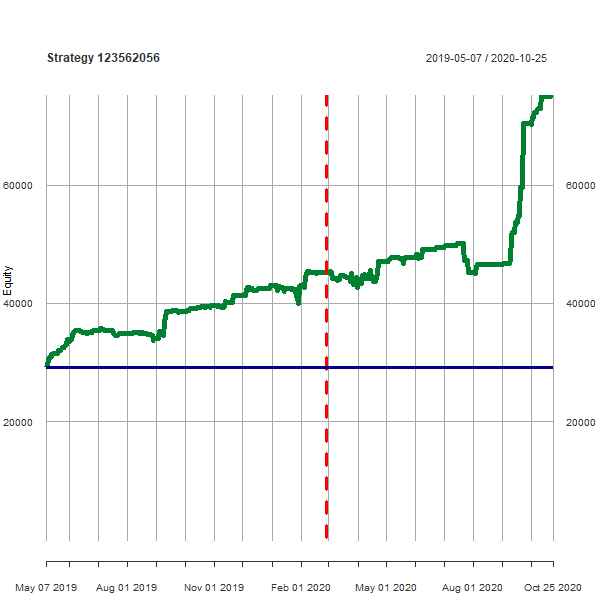 Strategy 123562056
2019-05-07 / 2020-10-25
60000
60000
Equity
40000
40000
20000
20000
May 07 2019
Aug 01 2019
Nov 01 2019
Feb 01 2020
May 01 2020
Aug 01 2020
Oct 25 2020